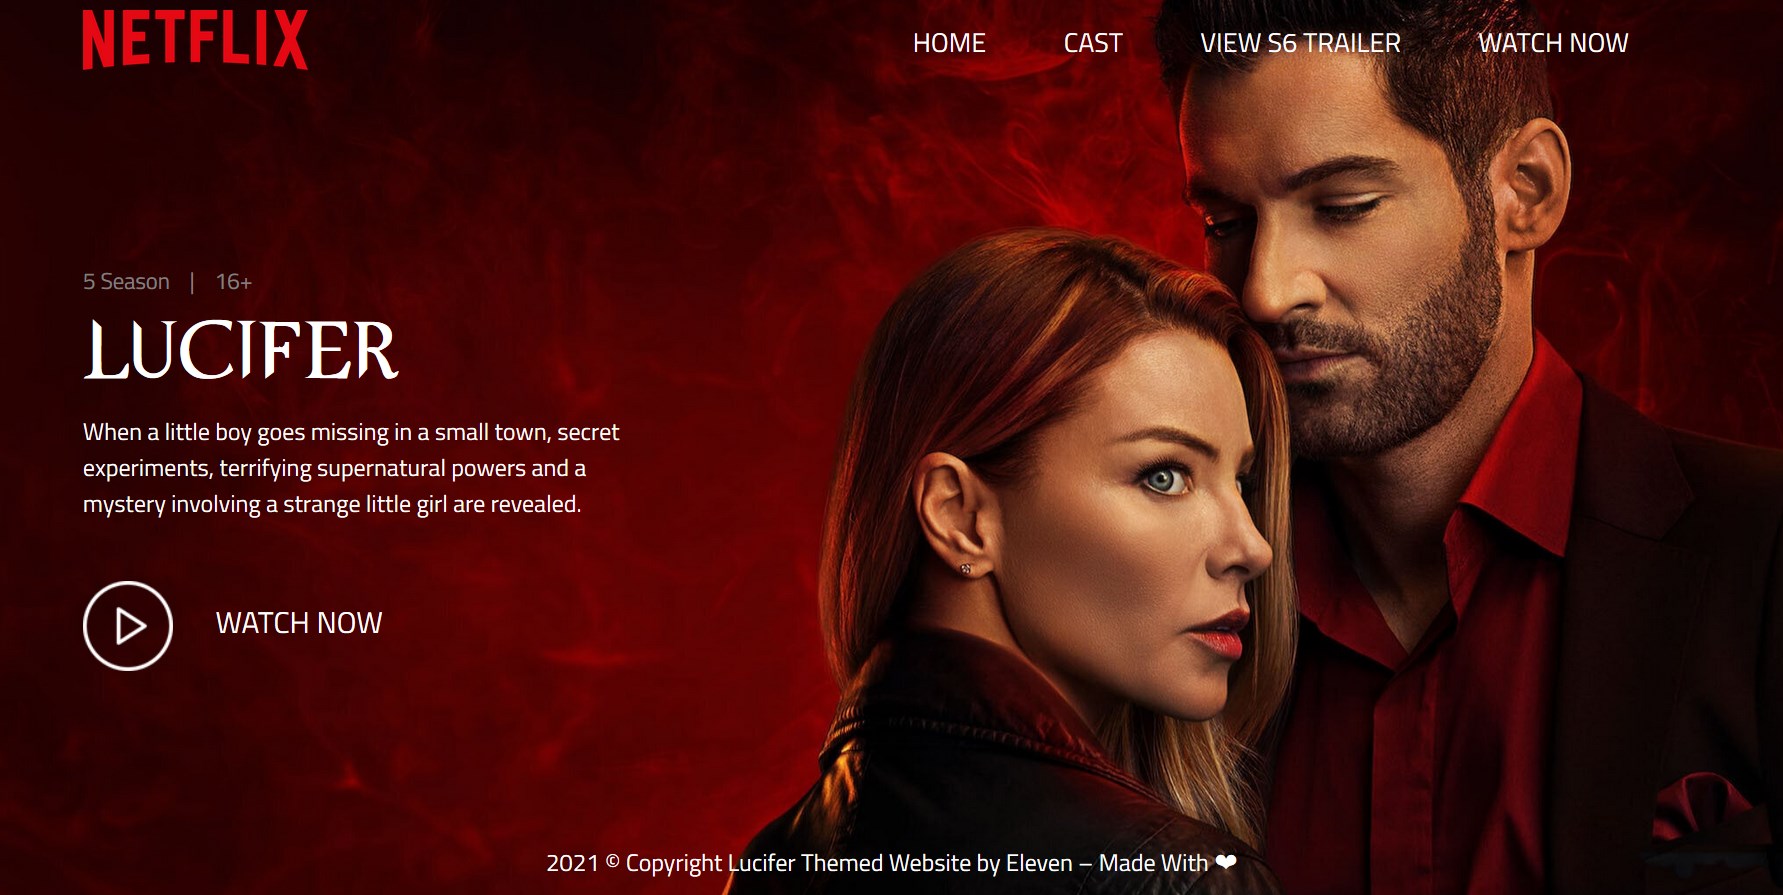 NETFLIX
HOME CAST VIEW S6 TRAILER WATCH NOW
5 Season | 16+
LUCIFER
When a little boy goes missing in a small town, secret
experiments, terrifying supernatural powers and a
mystery involving a strange little girl are revealed.
WATCH NOW
2021 © Copyright Lucifer Themed Website by Eleven – Made With ❤